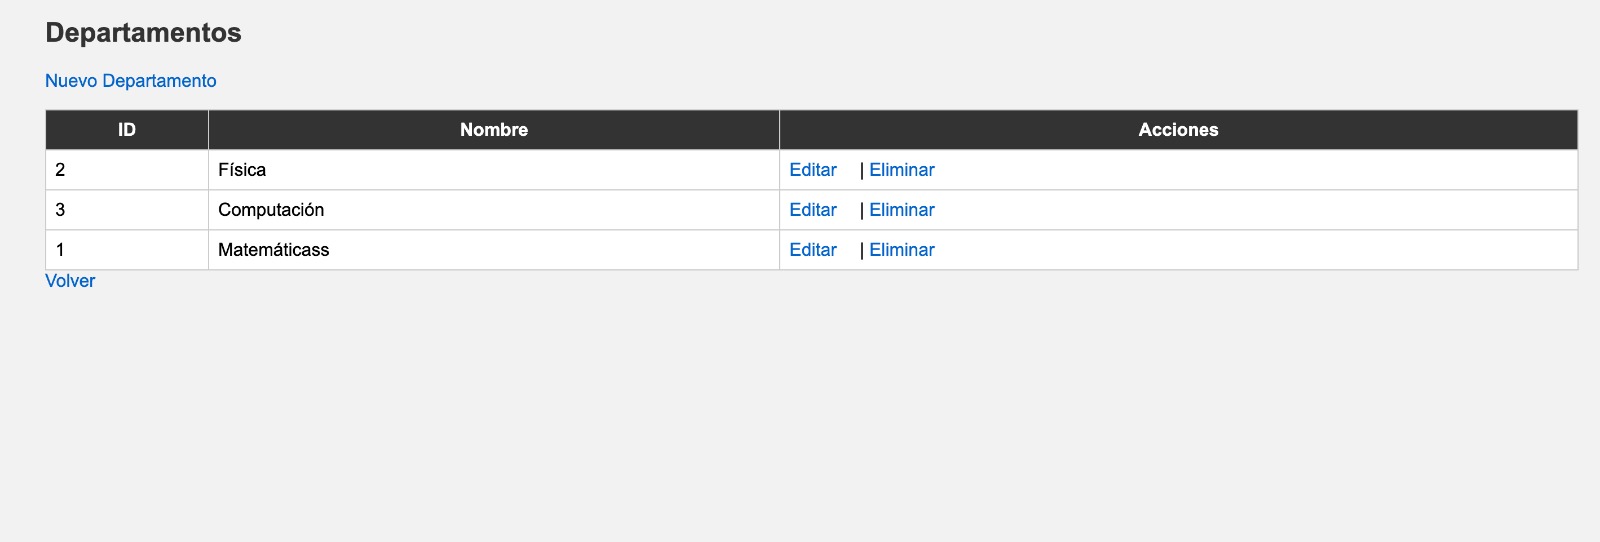 Departamentos
Nuevo Departamento
ID Nombre Acciones
2 Física Editar | Eliminar
3 Computación Editar | Eliminar
1 Matemáticass Editar | Eliminar
Volver